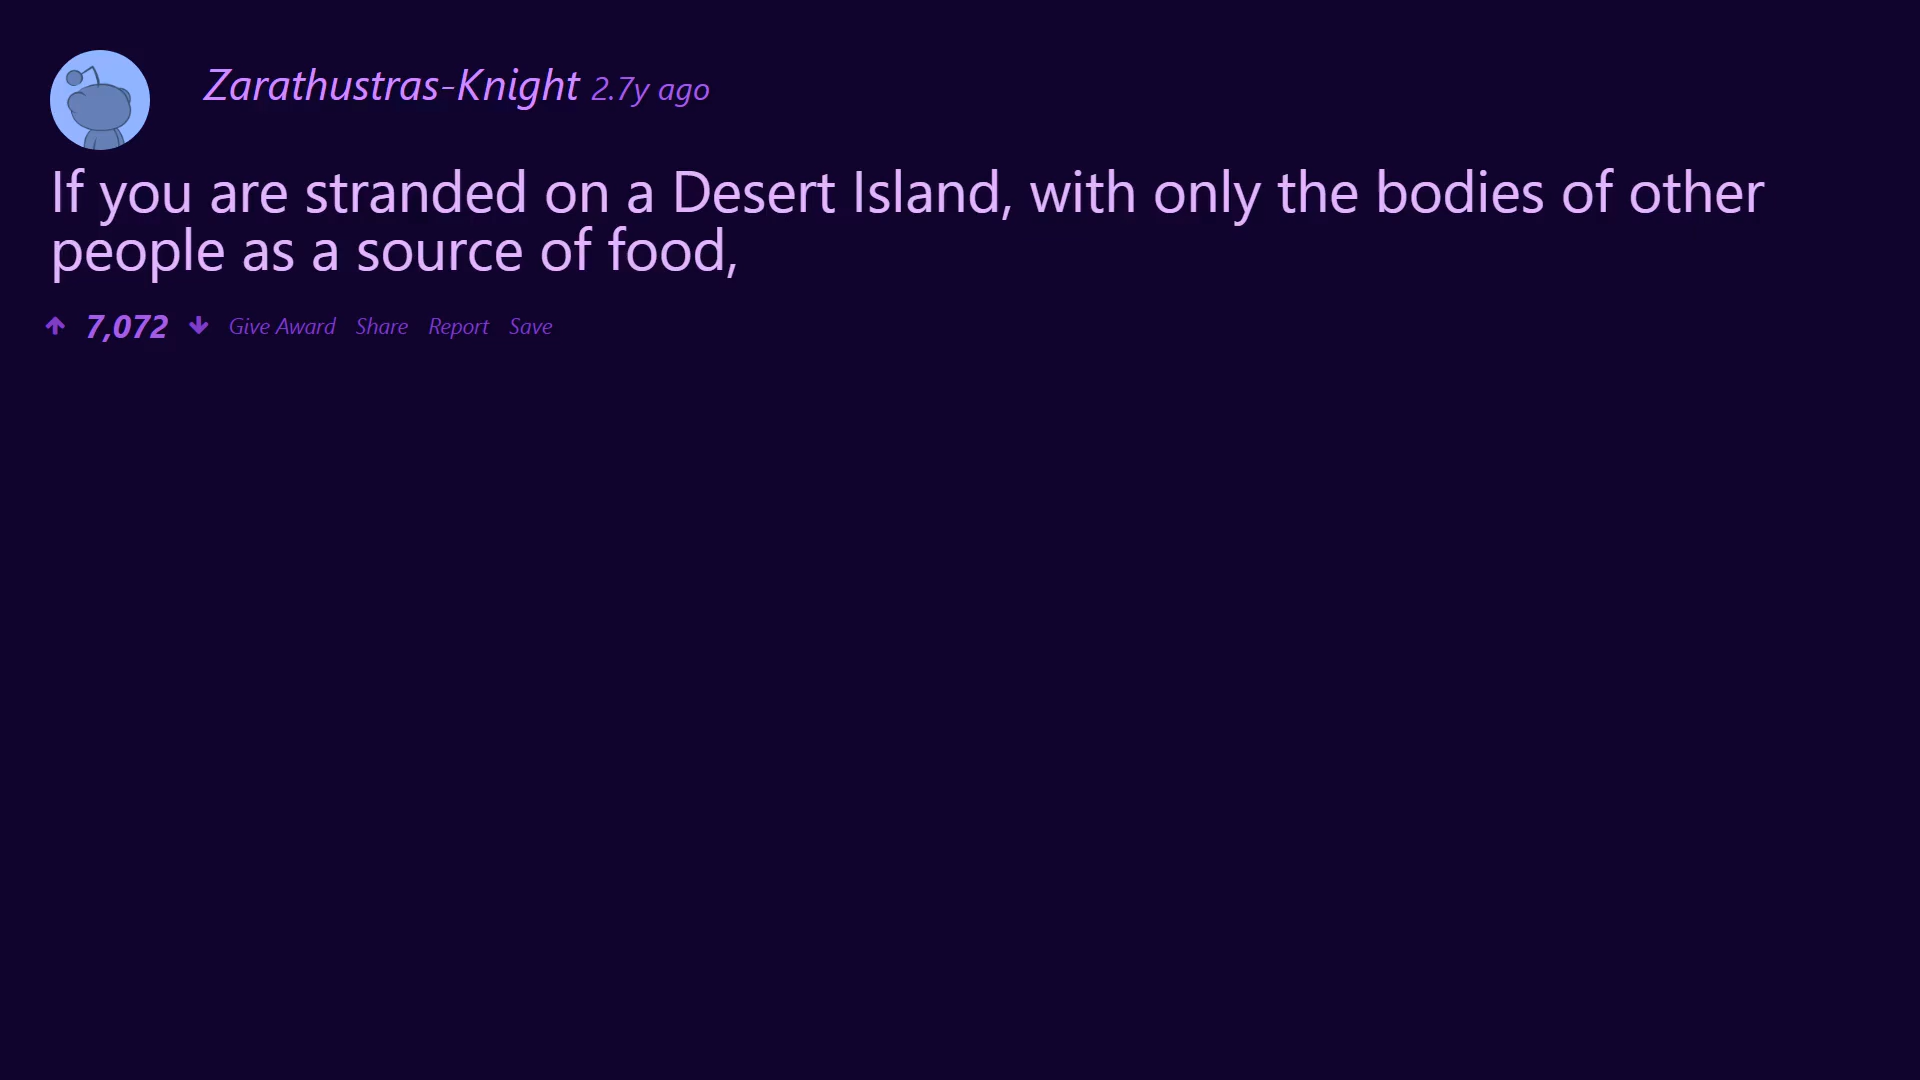 Zarathustras-Knight 2.7y ago
If you are stranded on a Desert Island, with only the bodies of other
people as a source of food,
7,072 Give Award Share Report Save